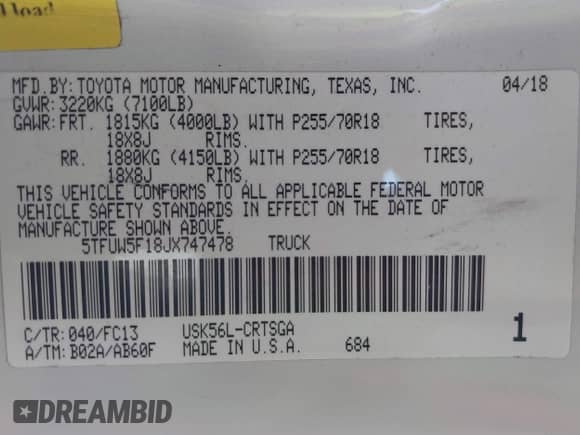 load
MFD.BY: TOYOTA MOTOR MANUFACTURING, TEXAS, INC. 04/18
GVWR: 3220KG (7100LB)
GAWR: FRT. 1815KG (4000LB) WITH P255/70R18 TIRES,
18X8J RIMS.
RR. 1880KG (4150LB) WITH P255/70R18 TIRES,
18X8J RIMS.
THIS VEHICLE CONFORMS TO ALL APPLICABLE FEDERAL MOTOR
VEHICLE SAFETY STANDARDS IN EFFECT ON THE DATE OF
MANUFACTURE SHOWN ABOVE.
5TFUW5F18JX747478 TRUCK
C/TR: 040/FC13 USK56L-CRTSGA 1
A/TM: B02A/AB60F MADE IN U.S.A. 684
DREAMBID